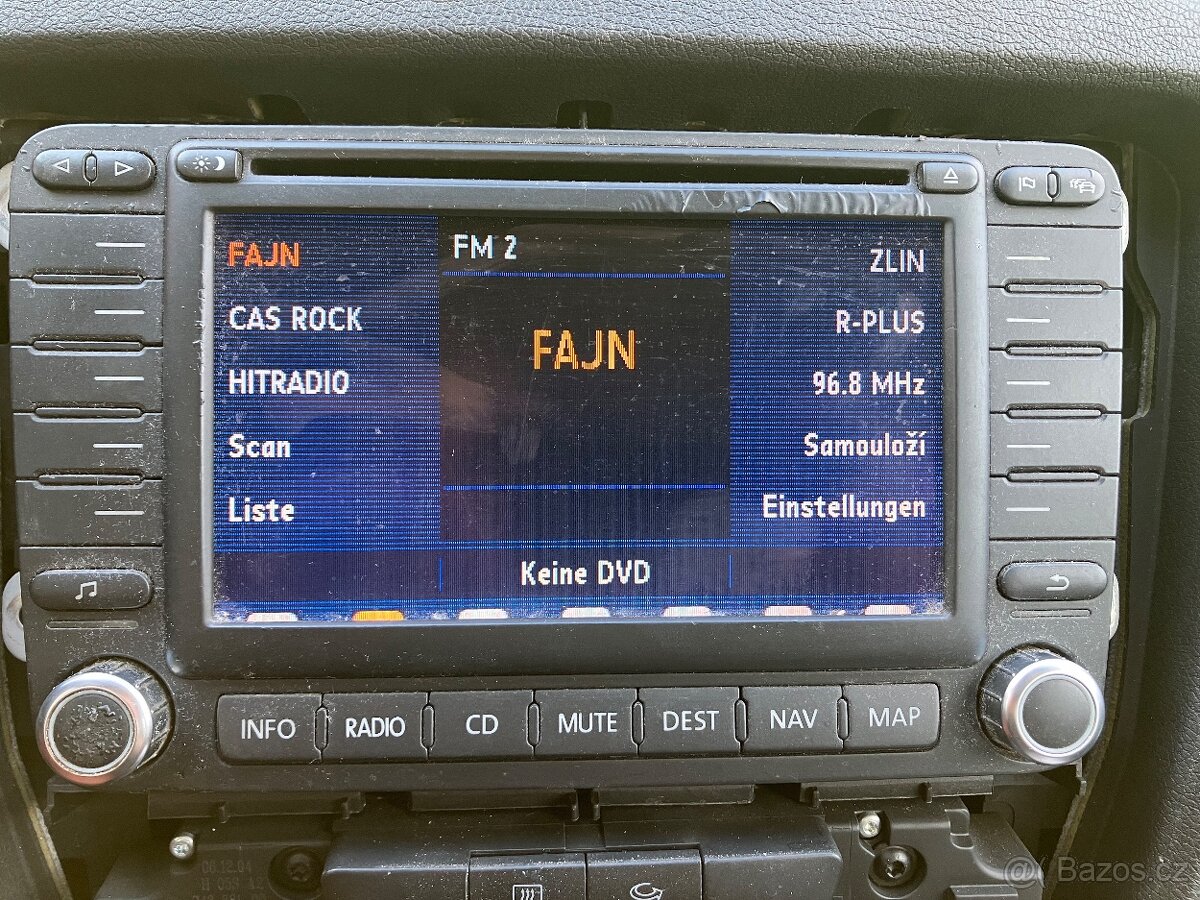 FM 2
FAJN
ZLIN
CAS ROCK
R-PLUS
FAJN
HITRADIO
96.8 MHz
Scan
Samouloží
Liste
Einstellungen
Keine DVD
INFO
RADIO
CD
MUTE
DEST
NAV
MAP
Bazos.cz